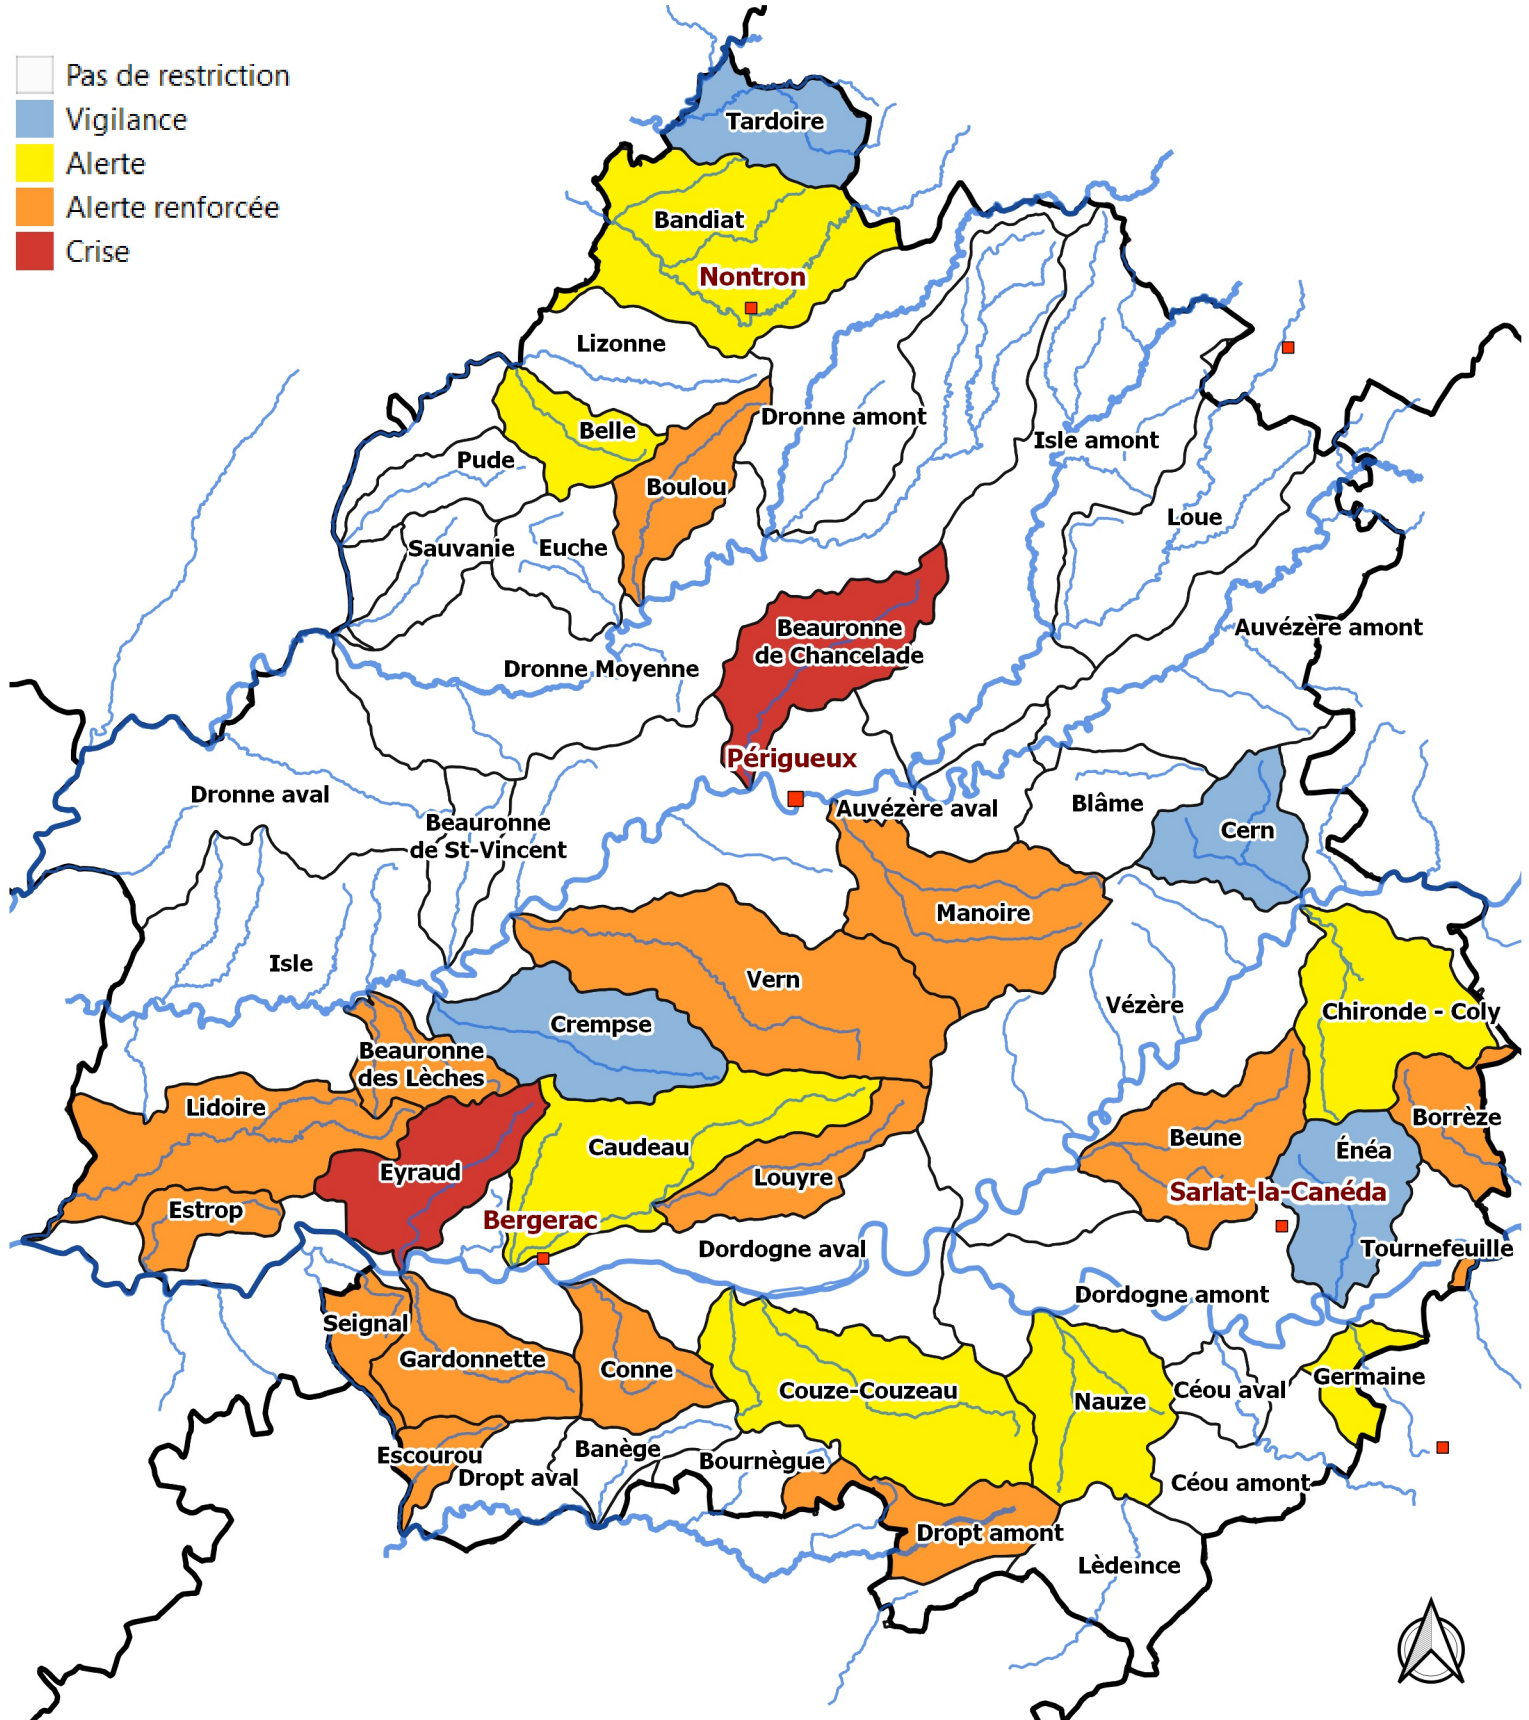 Pas de restriction
Vigilance
Alerte
Alerte renforcée
Crise
Tardoire
Bandiat
Nontron
Lizonne
Dronne amont
Belle
Isle amont
Pude
Boulou
Loue
Sauvanie
Euche
Beauronne
de Chancelade
Auvézère amont
Dronne Moyenne
Périgueux
Dronne aval
Auvézère aval
Blâme
Beauronne
de St-Vincent
Cern
Manoire
Isle
Vern
Vézère
Chironde - Coly
Crempse
Beauronne
des Lèches
Lidoire
Borrèze
Beune
Caudeau
Énéa
Eyraud
Louyre
Sarlat-la-Canéda
Estrop
Bergerac
Dordogne aval
Tournefeuille
Dordogne amont
Seignal
Gardonnette
Conne
Germaine
Couze-Couzeau
Céou aval
Nauze
Banège
Escourou
Bournègue
Dropt aval
Céou amont
Dropt amont
Lèdence